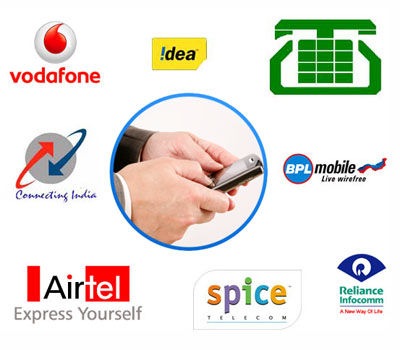 vodafone
!dea
Connecting India
BPL mobile
Live wirefree
Airtel
Express Yourself
spice
TELECOM
Reliance
Infocomm
A New Way Of Life